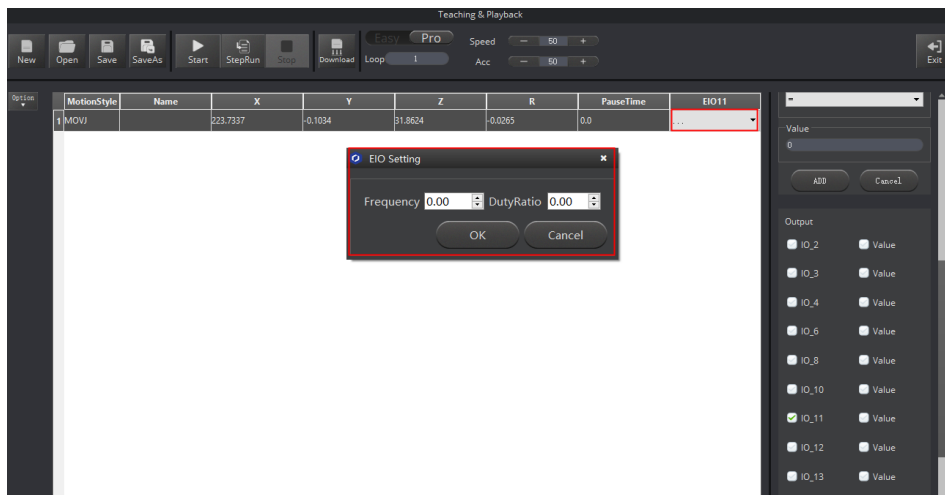 Teaching & Playback
Easy Pro
Speed - 50 +
New Open Save SaveAs Start StepRun Stop Download Loop 1
Acc - 50 +
Exit
Option
MotionStyle Name X Y Z R PauseTime EIO11
1 MOVJ 223.7337 -0.1034 31.8624 -0.0265 0.0 ...
=
Value
0
ADD Cancel
EIO Setting
Frequency 0.00 DutyRatio 0.00
OK Cancel
Output
IO_2 Value
IO_3 Value
IO_4 Value
IO_6 Value
IO_8 Value
IO_10 Value
IO_11 Value
IO_12 Value
IO_13 Value